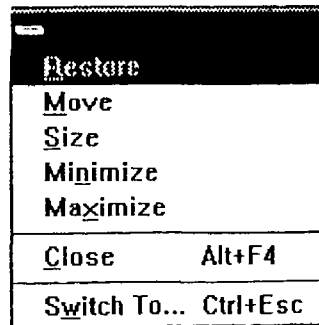 Restore
Move
Size
Minimize
Maximize
Close Alt+F4
Switch To... Ctrl+Esc